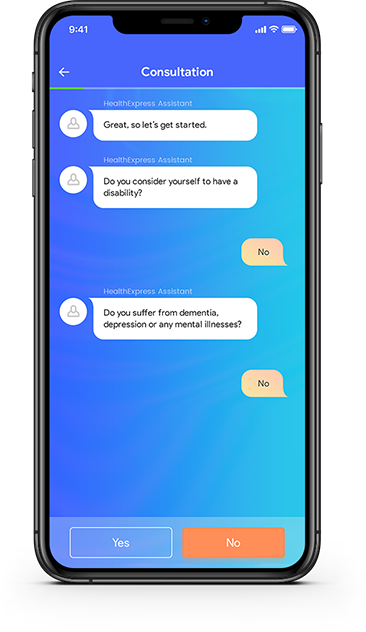 9:41
Consultation
HealthExpress Assistant
Great, so let's get started.
HealthExpress Assistant
Do you consider yourself to have a
disability?
No
HealthExpress Assistant
Do you suffer from dementia,
depression or any mental illnesses?
No
Yes
No